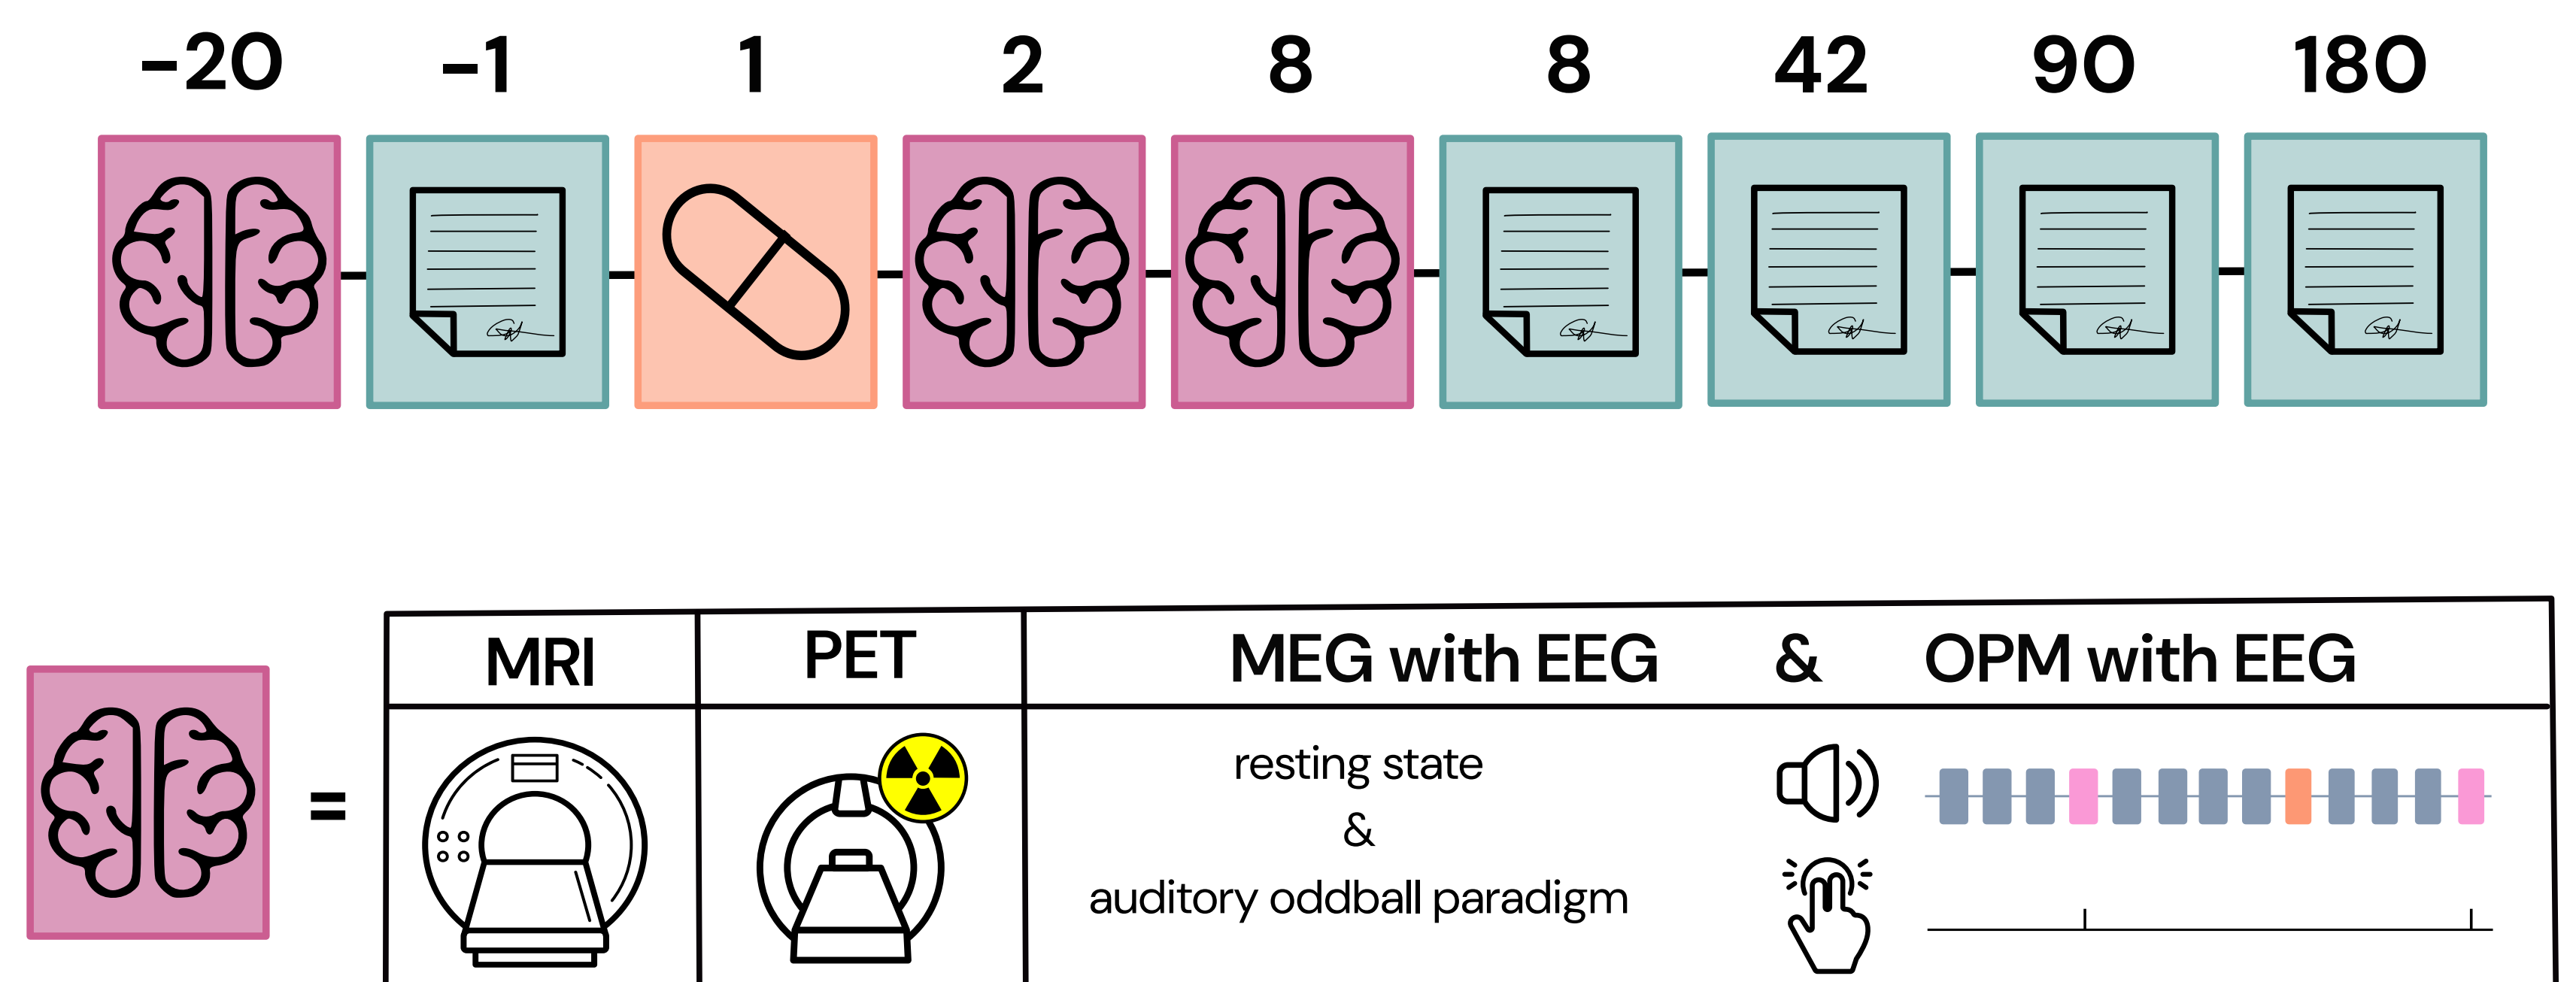 -20 -1 1 2 8 8 42 90 180
= MRI PET MEG with EEG & OPM with EEG
resting state
&
auditory oddball paradigm